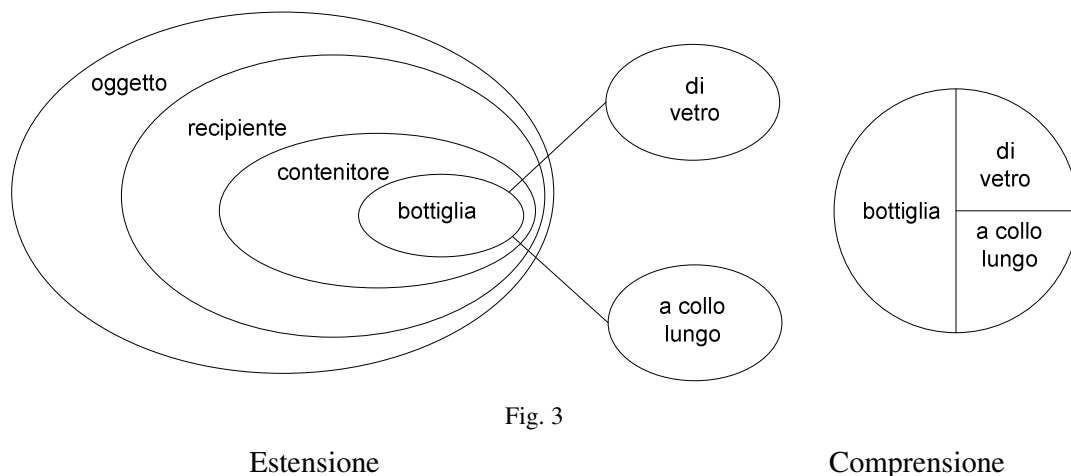 oggetto
recipiente
contenitore
bottiglia
di
vetro
a collo
lungo
bottiglia
di
vetro
a collo
lungo
Fig. 3
Estensione
Comprensione